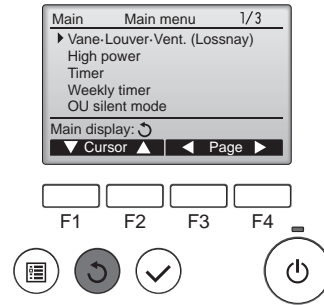 Main Main menu 1/3
Vane·Louver·Vent. (Lossnay)
High power
Timer
Weekly timer
OU silent mode
Main display:
Cursor Page
F1 F2 F3 F4